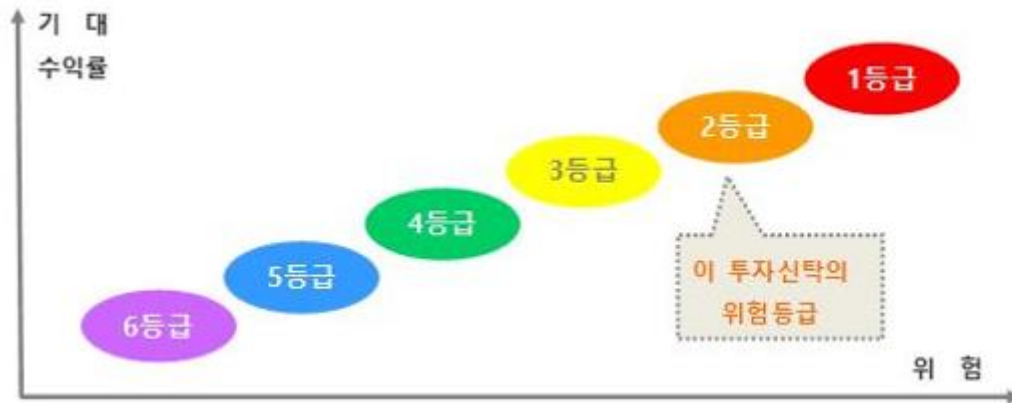 기 대
수익률
1등급
2등급
3등급
4등급
5등급
6등급
이 투자신탁의
위험등급
위 험